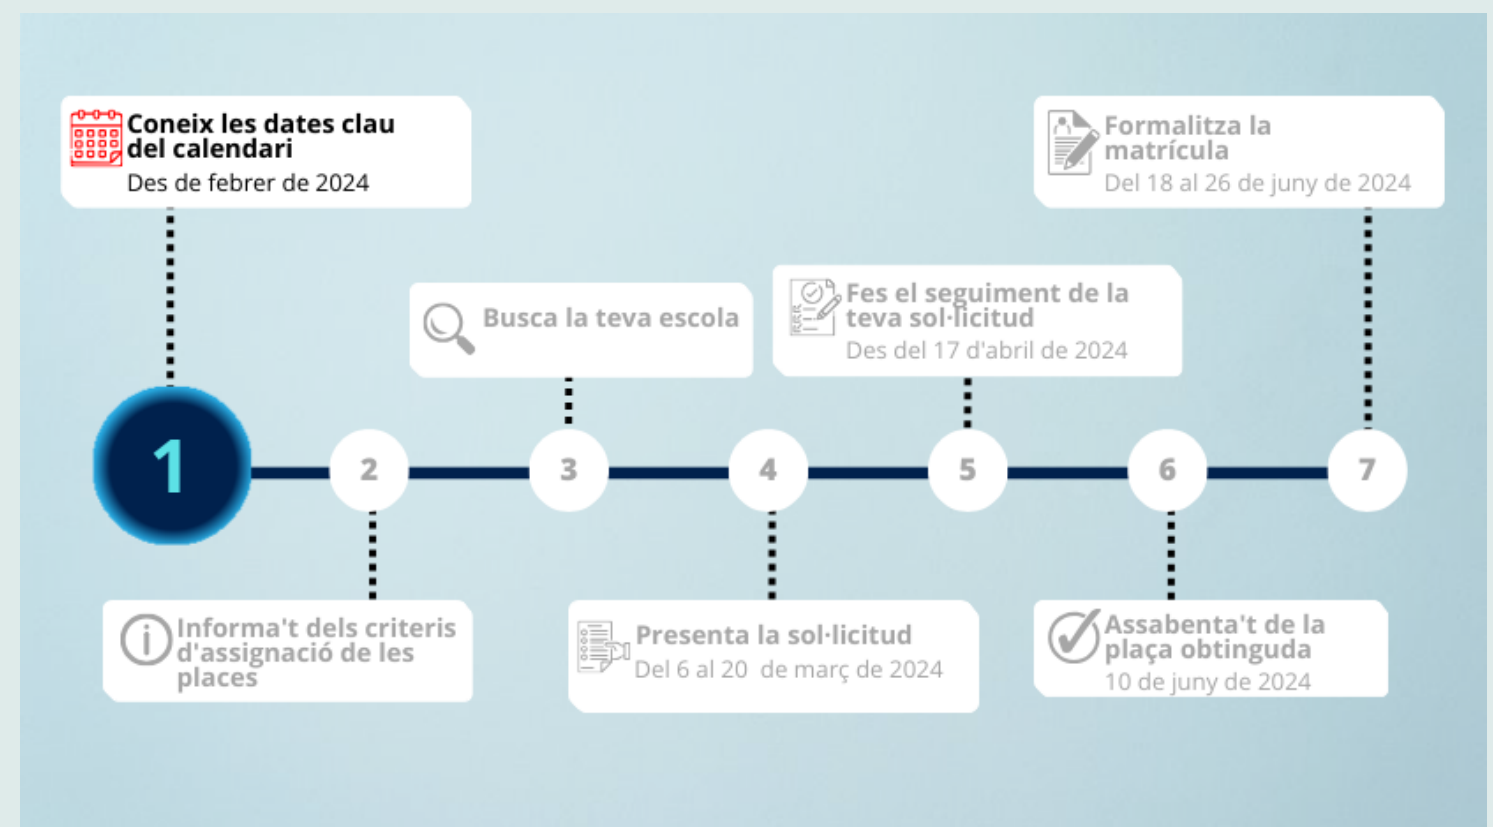 Coneix les dates clau
del calendari
Des de febrer de 2024
Formalitza la
matrícula
Del 18 al 26 de juny de 2024
Busca la teva escola
Fes el seguiment de la
teva sol·licitud
Des del 17 d'abril de 2024
1
2
3
4
5
6
7
Informa't dels criteris
d'assignació de les
places
Presenta la sol·licitud
Del 6 al 20  de març de 2024
Assabenta't de la
plaça obtinguda
10 de juny de 2024